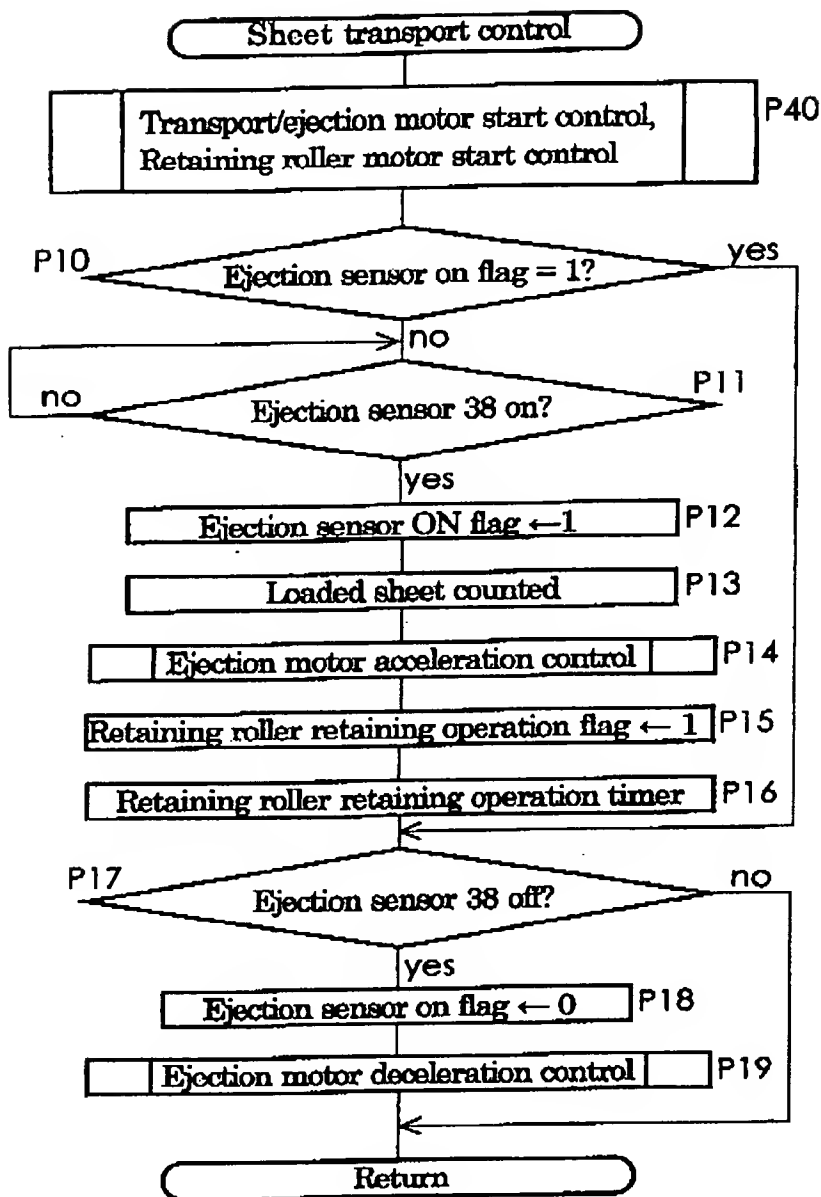 Sheet transport control
Transport/ejection motor start control,
Retaining roller motor start control
P40
P10
Ejection sensor on flag = 1?
yes
no
P11
no
Ejection sensor 38 on?
yes
Ejection sensor ON flag ←1
P12
Loaded sheet counted
P13
Ejection motor acceleration control
P14
Retaining roller retaining operation flag ← 1
P15
Retaining roller retaining operation timer
P16
P17
no
Ejection sensor 38 off?
yes
Ejection sensor on flag ← 0
P18
Ejection motor deceleration control
P19
Return